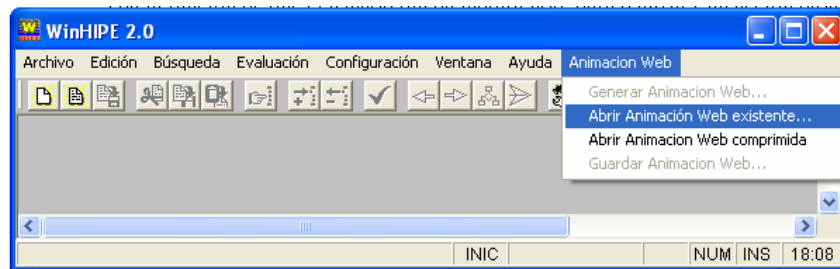 WinHIPE 2.0
Archivo Edición Búsqueda Evaluación Configuración Ventana Ayuda Animacion Web
Generar Animacion Web...
Abrir Animación Web existente...
Abrir Animacion Web comprimida
Guardar Animacion Web...
INIC NUM INS 18:08